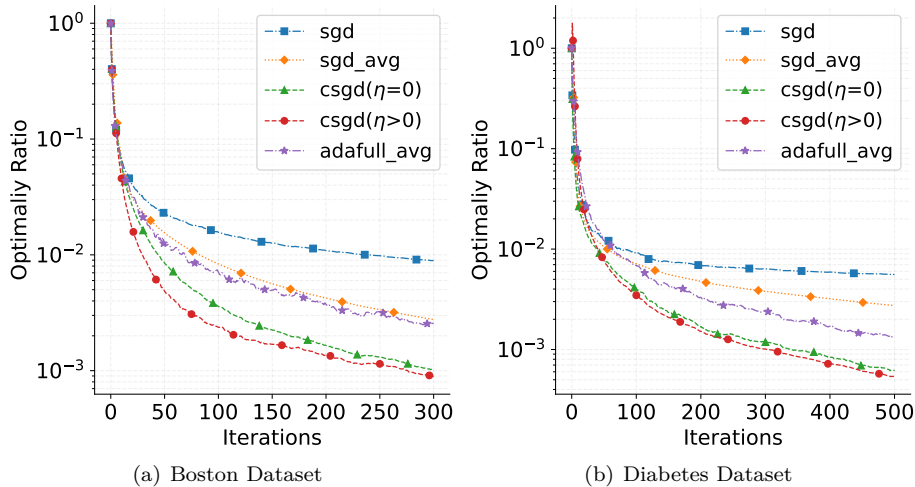 10^0
10^{-1}
10^{-2}
10^{-3}
Optimaliy Ratio
0 50 100 150 200 250 300
Iterations
sgd
sgd_avg
csgd(η=0)
csgd(η>0)
adafull_avg
(a) Boston Dataset
10^0
10^{-1}
10^{-2}
10^{-3}
Optimaliy Ratio
0 100 200 300 400 500
Iterations
sgd
sgd_avg
csgd(η=0)
csgd(η>0)
adafull_avg
(b) Diabetes Dataset